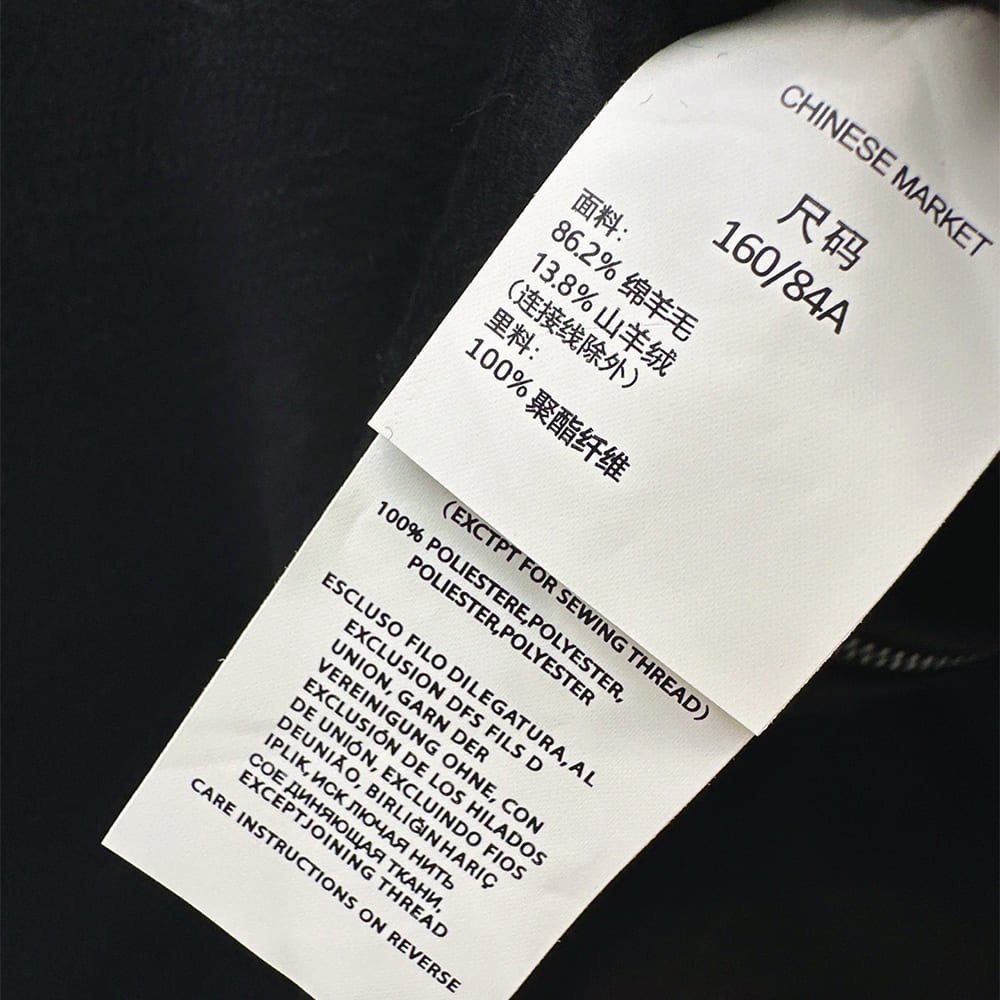 CHINESE MARKET
尺码
160/84A
面料:
86.2% 绵羊毛
13.8% 山羊绒
(连接线除外)
里料:
100% 聚酯纤维
(EXCTPT FOR SEWING THREAD)
100% POLIESTERE,POLYESTER,
POLIESTER,POLYESTER
ESCLUSO FILO DILEGATURA, AL
EXCLUSION DFS FILS D
UNION, GARN DER
VEREINIGUNG OHNE, CON
EXCLUSIÓN DE LOS HILADOS
DE UNIÓN, EXCLUINDO FIOS
DEUNIÃO, BIRLIĞINHARIÇ
IPLIK, ИСК ЛЮЧАЯ НИТЬ
СОЕ ДИНЯЮЩАЯ ТКАНИ,
EXCEPTJOINING THREAD
CARE INSTRUCTIONS ON REVERSE